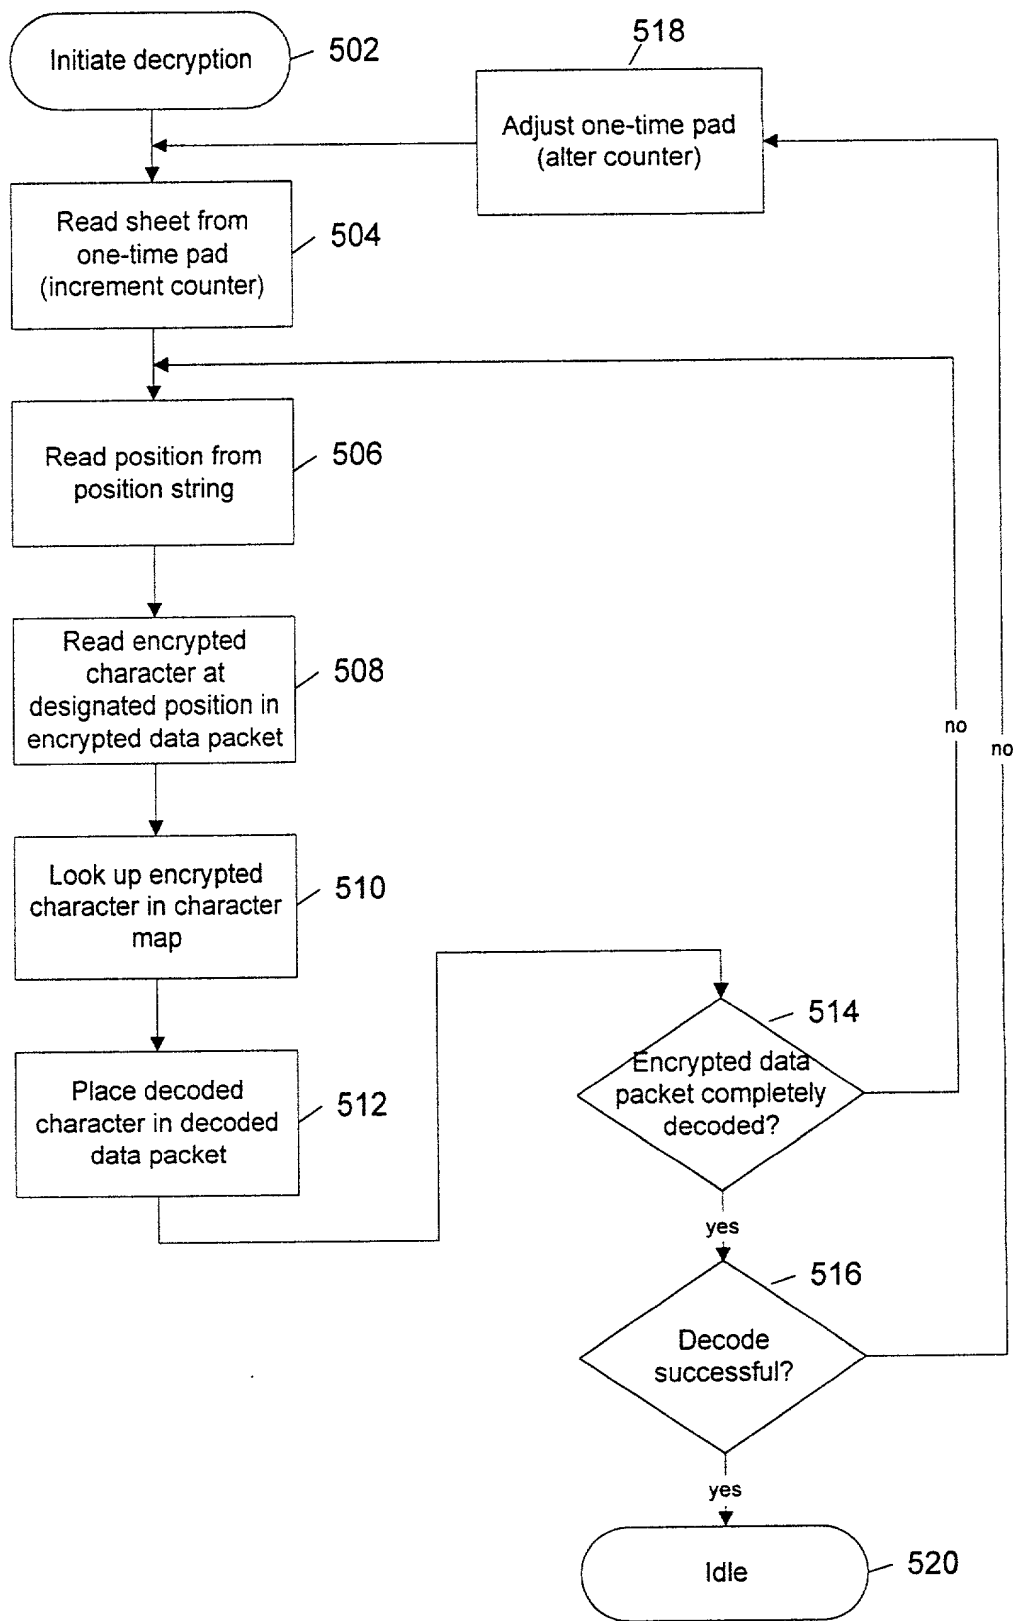 Initiate decryption
502
518
Adjust one-time pad
(alter counter)
Read sheet from
one-time pad
(increment counter)
504
Read position from
position string
506
Read encrypted
character at
designated position in
encrypted data packet
508
no
no
Look up encrypted
character in character
map
510
514
Encrypted data
packet completely
decoded?
Place decoded
character in decoded
data packet
512
yes
516
Decode
successful?
yes
Idle
520